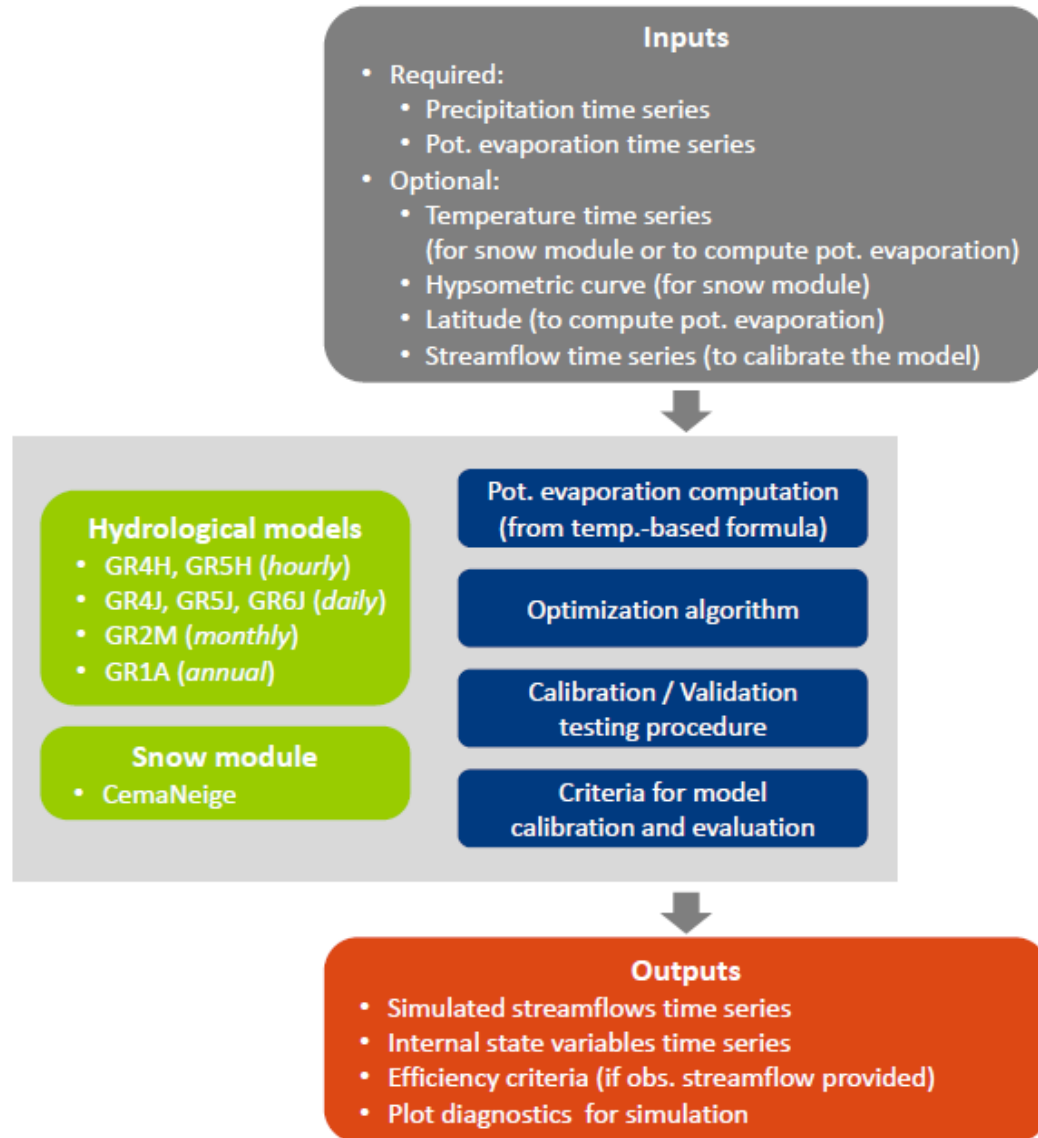 Inputs
• Required:
• Precipitation time series
• Pot. evaporation time series
• Optional:
• Temperature time series
(for snow module or to compute pot. evaporation)
• Hypsometric curve (for snow module)
• Latitude (to compute pot. evaporation)
• Streamflow time series (to calibrate the model)
Hydrological models
• GR4H, GR5H (hourly)
• GR4J, GR5J, GR6J (daily)
• GR2M (monthly)
• GR1A (annual)
Snow module
• CemaNeige
Pot. evaporation computation
(from temp.-based formula)
Optimization algorithm
Calibration / Validation
testing procedure
Criteria for model
calibration and evaluation
Outputs
• Simulated streamflows time series
• Internal state variables time series
• Efficiency criteria (if obs. streamflow provided)
• Plot diagnostics for simulation